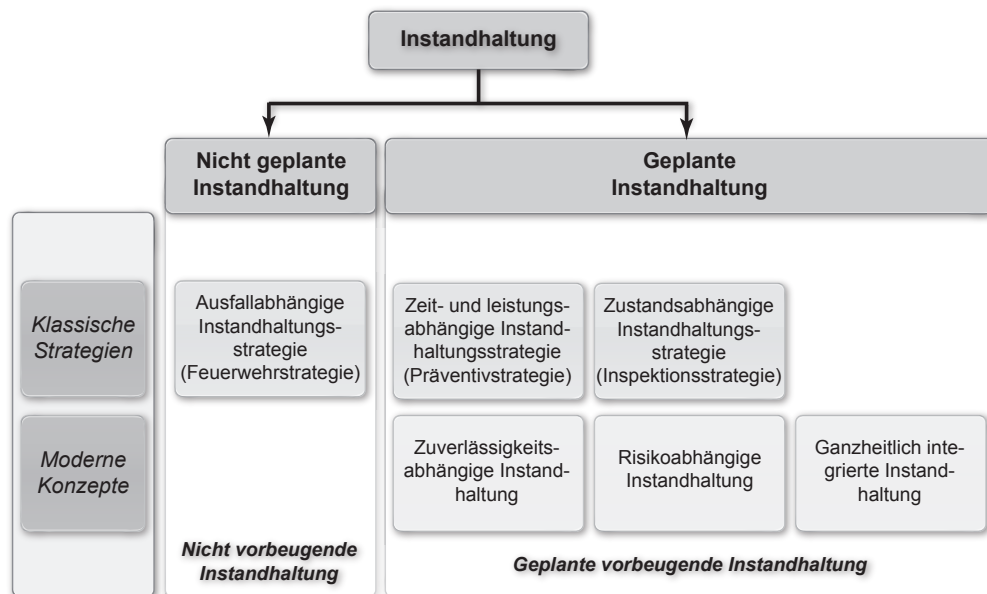 Instandhaltung
Nicht geplante
Instandhaltung
Geplante
Instandhaltung
Klassische
Strategien
Ausfallabhängige
Instandhaltungs-
strategie
(Feuerwehrstrategie)
Zeit- und leistungs-
abhängige Instand-
haltungsstrategie
(Präventivstrategie)
Zustandsabhängige
Instandhaltungs-
strategie
(Inspektionsstrategie)
Moderne
Konzepte
Zuverlässigkeits-
abhängige Instand-
haltung
Risikoabhängige
Instandhaltung
Ganzheitlich inte-
grierte Instand-
haltung
Nicht vorbeugende
Instandhaltung
Geplante vorbeugende Instandhaltung